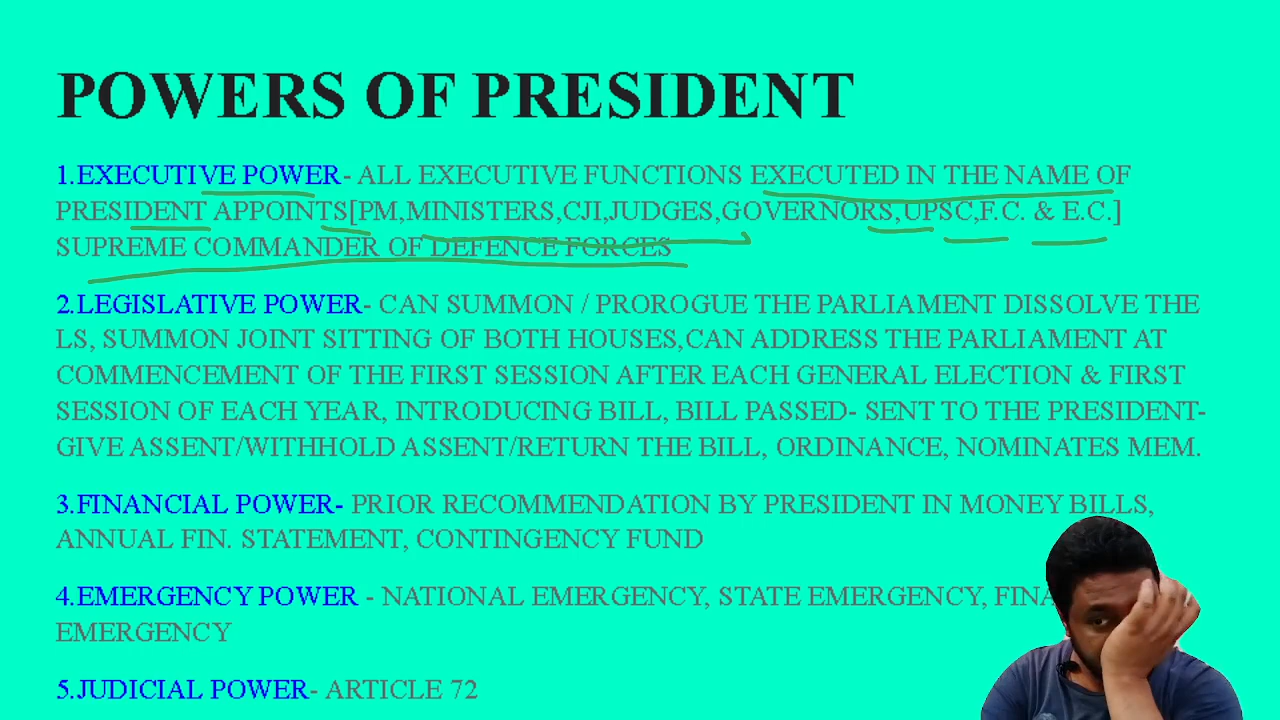 POWERS OF PRESIDENT
1.EXECUTIVE POWER- ALL EXECUTIVE FUNCTIONS EXECUTED IN THE NAME OF
PRESIDENT APPOINTS[PM,MINISTERS,CJI,JUDGES,GOVERNORS,UPSC,F.C. & E.C.]
SUPREME COMMANDER OF DEFENCE FORCES
2.LEGISLATIVE POWER- CAN SUMMON / PROROGUE THE PARLIAMENT DISSOLVE THE
LS, SUMMON JOINT SITTING OF BOTH HOUSES,CAN ADDRESS THE PARLIAMENT AT
COMMENCEMENT OF THE FIRST SESSION AFTER EACH GENERAL ELECTION & FIRST
SESSION OF EACH YEAR, INTRODUCING BILL, BILL PASSED- SENT TO THE PRESIDENT-
GIVE ASSENT/WITHHOLD ASSENT/RETURN THE BILL, ORDINANCE, NOMINATES MEM.
3.FINANCIAL POWER- PRIOR RECOMMENDATION BY PRESIDENT IN MONEY BILLS,
ANNUAL FIN. STATEMENT, CONTINGENCY FUND
4.EMERGENCY POWER - NATIONAL EMERGENCY, STATE EMERGENCY,
EMERGENCY
5.JUDICIAL POWER- ARTICLE 72